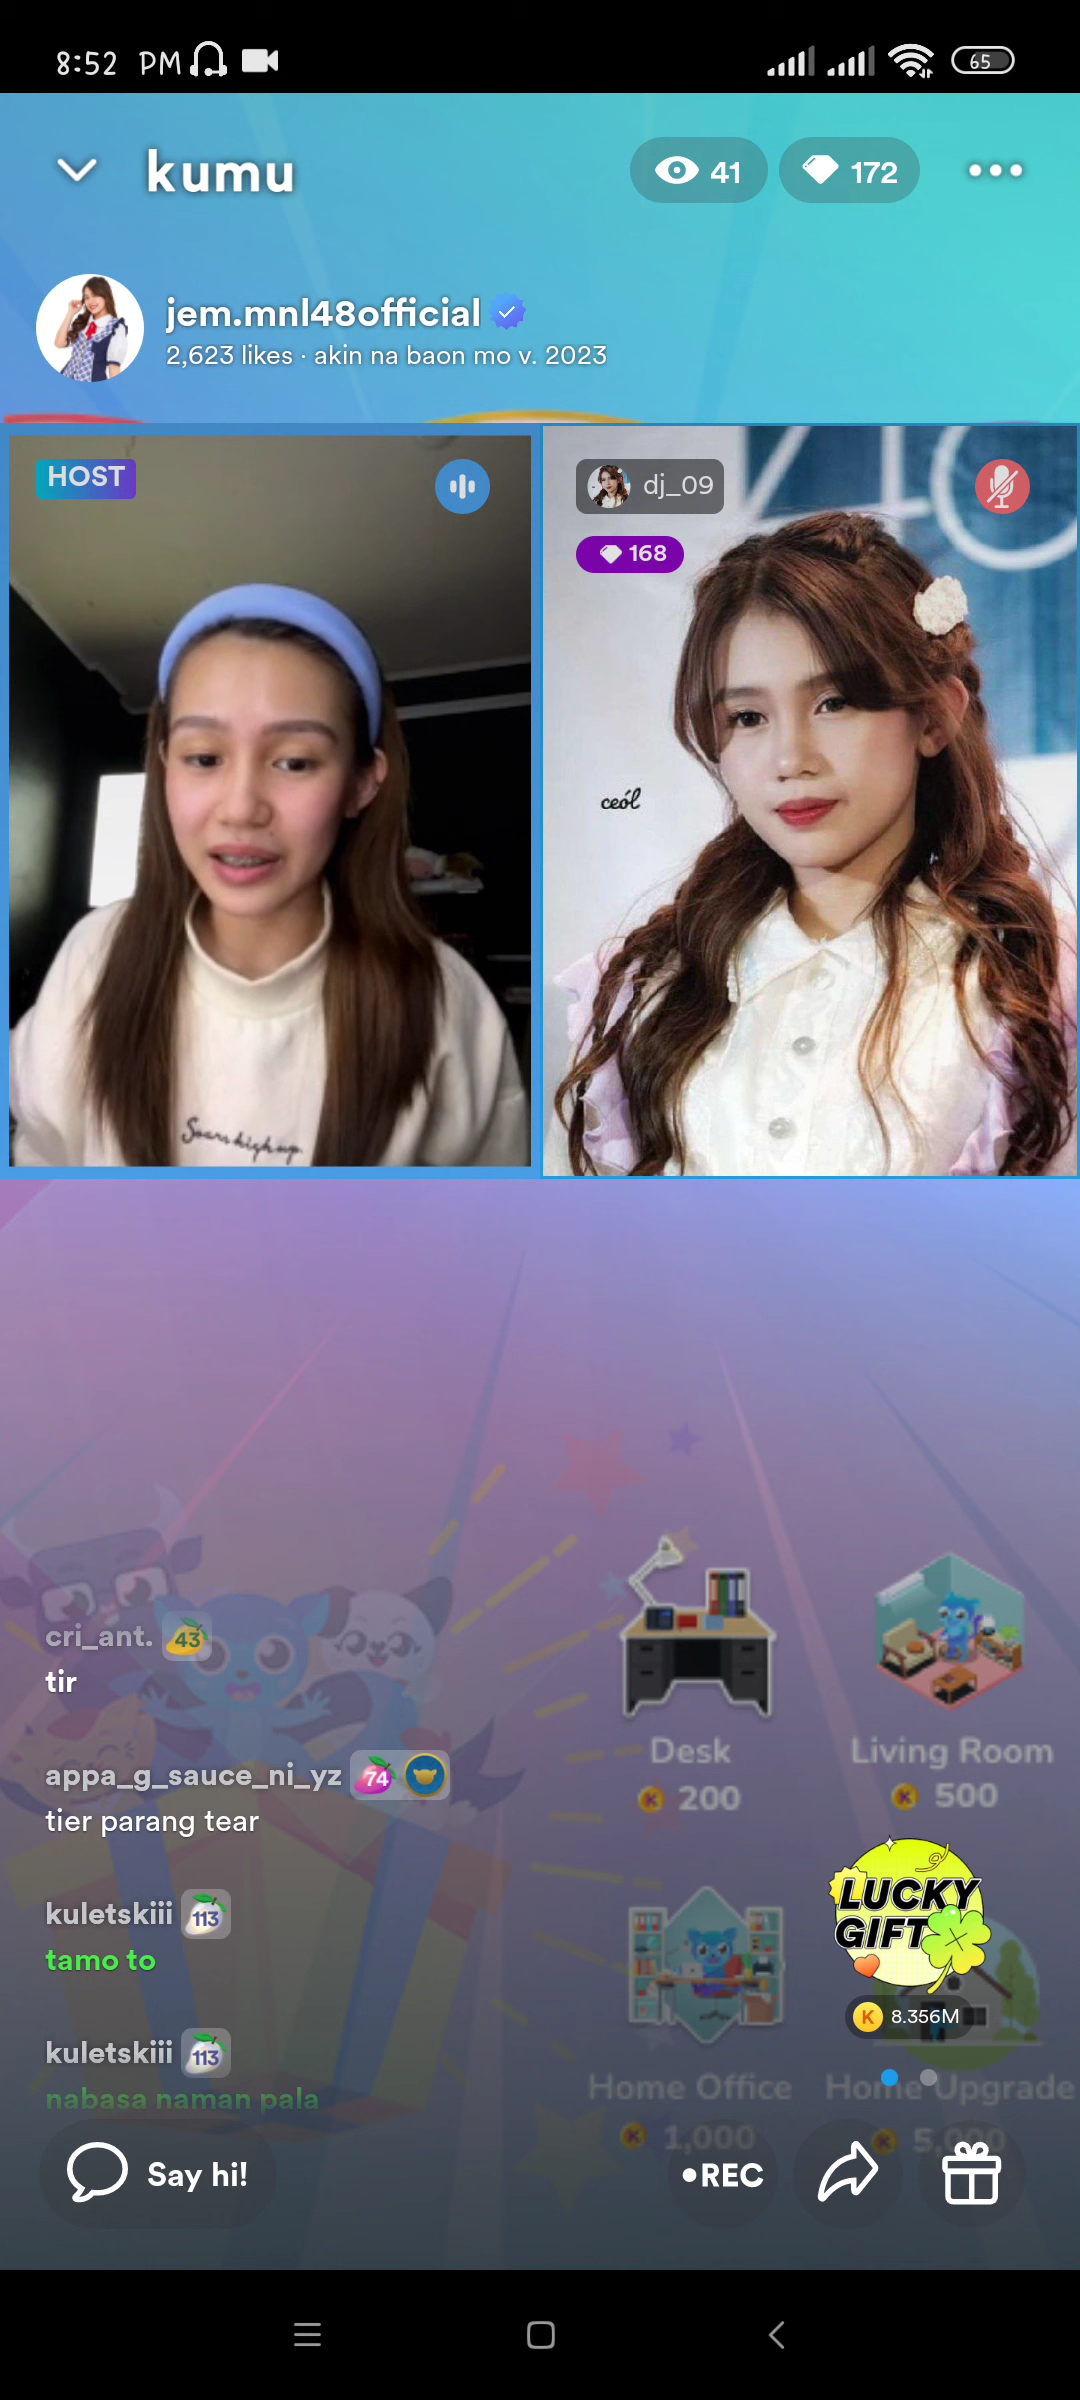 8:52 PM
65
kumu
41
172
jem.mnl48official
2,623 likes · akin na baon mo v. 2023
HOST
dj_09
168
ceól
Soars high up.
cri_ant. 43
tir
appa_g_sauce_ni_yz 74
tier parang tear
kuletskiii 113
tamo to
kuletskiii 113
nabasa naman pala
Desk
200
Living Room
500
LUCKY
GIFT
K 8.356M
Home Office
1,000
Home Upgrade
5,000
Say hi!
•REC